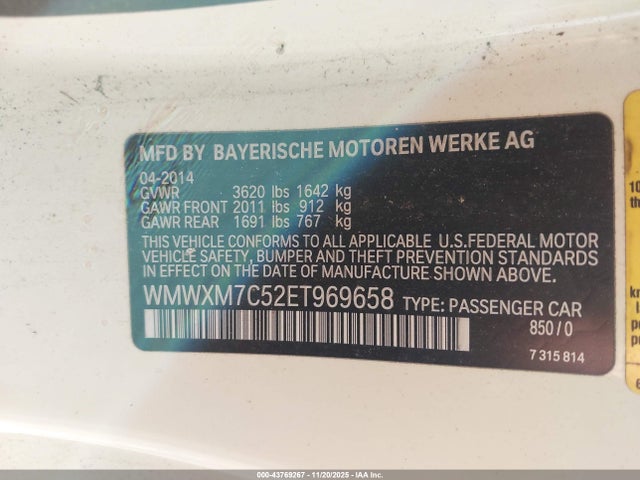 MFD BY BAYERISCHE MOTOREN WERKE AG
04-2014
GVWR 3620 lbs 1642 kg
GAWR FRONT 2011 lbs 912 kg
GAWR REAR 1691 lbs 767 kg
THIS VEHICLE CONFORMS TO ALL APPLICABLE U.S.FEDERAL MOTOR
VEHICLE SAFETY, BUMPER AND THEFT PREVENTION STANDARDS
IN EFFECT ON THE DATE OF MANUFACTURE SHOWN ABOVE.
WMWXM7C52ET969658 TYPE: PASSENGER CAR
850/0
7 315 814
10
th
000-43769267 - 11/20/2025 - IAA Inc.